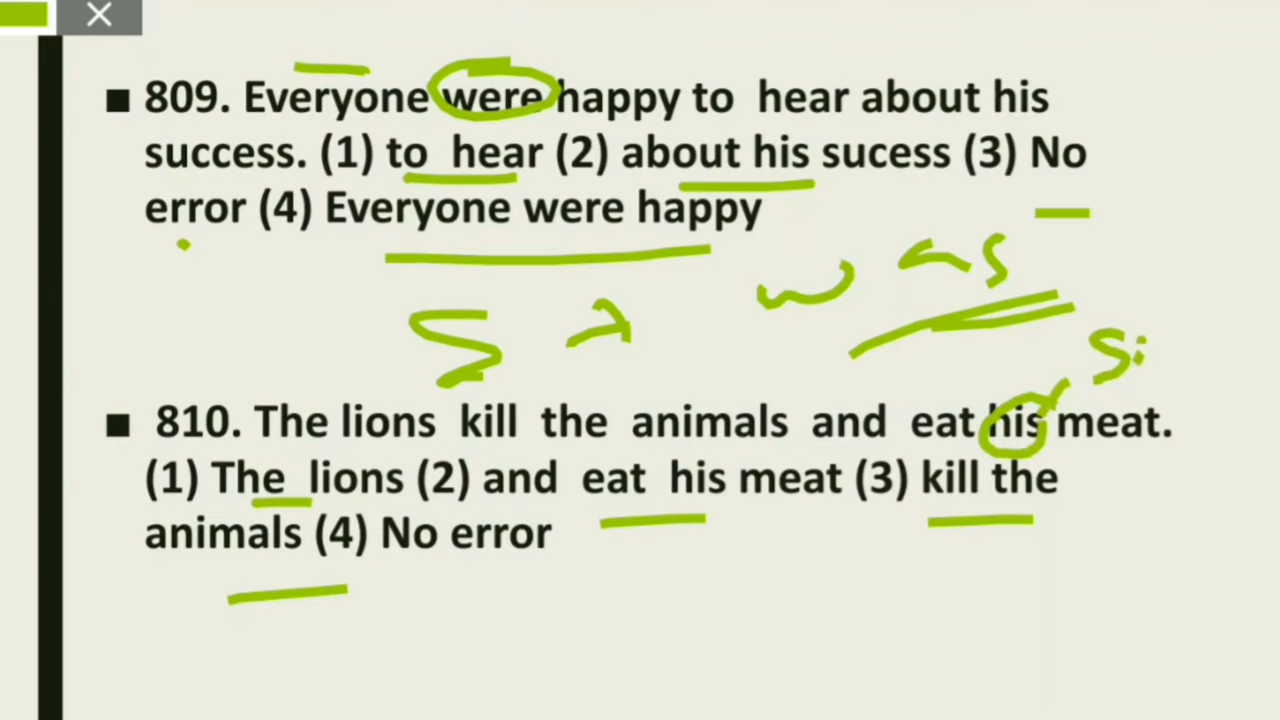 ■ 809. Everyone were happy to hear about his
success. (1) to hear (2) about his sucess (3) No
error (4) Everyone were happy
was
■ 810. The lions kill the animals and eat his meat.
(1) The lions (2) and eat his meat (3) kill the
animals (4) No error